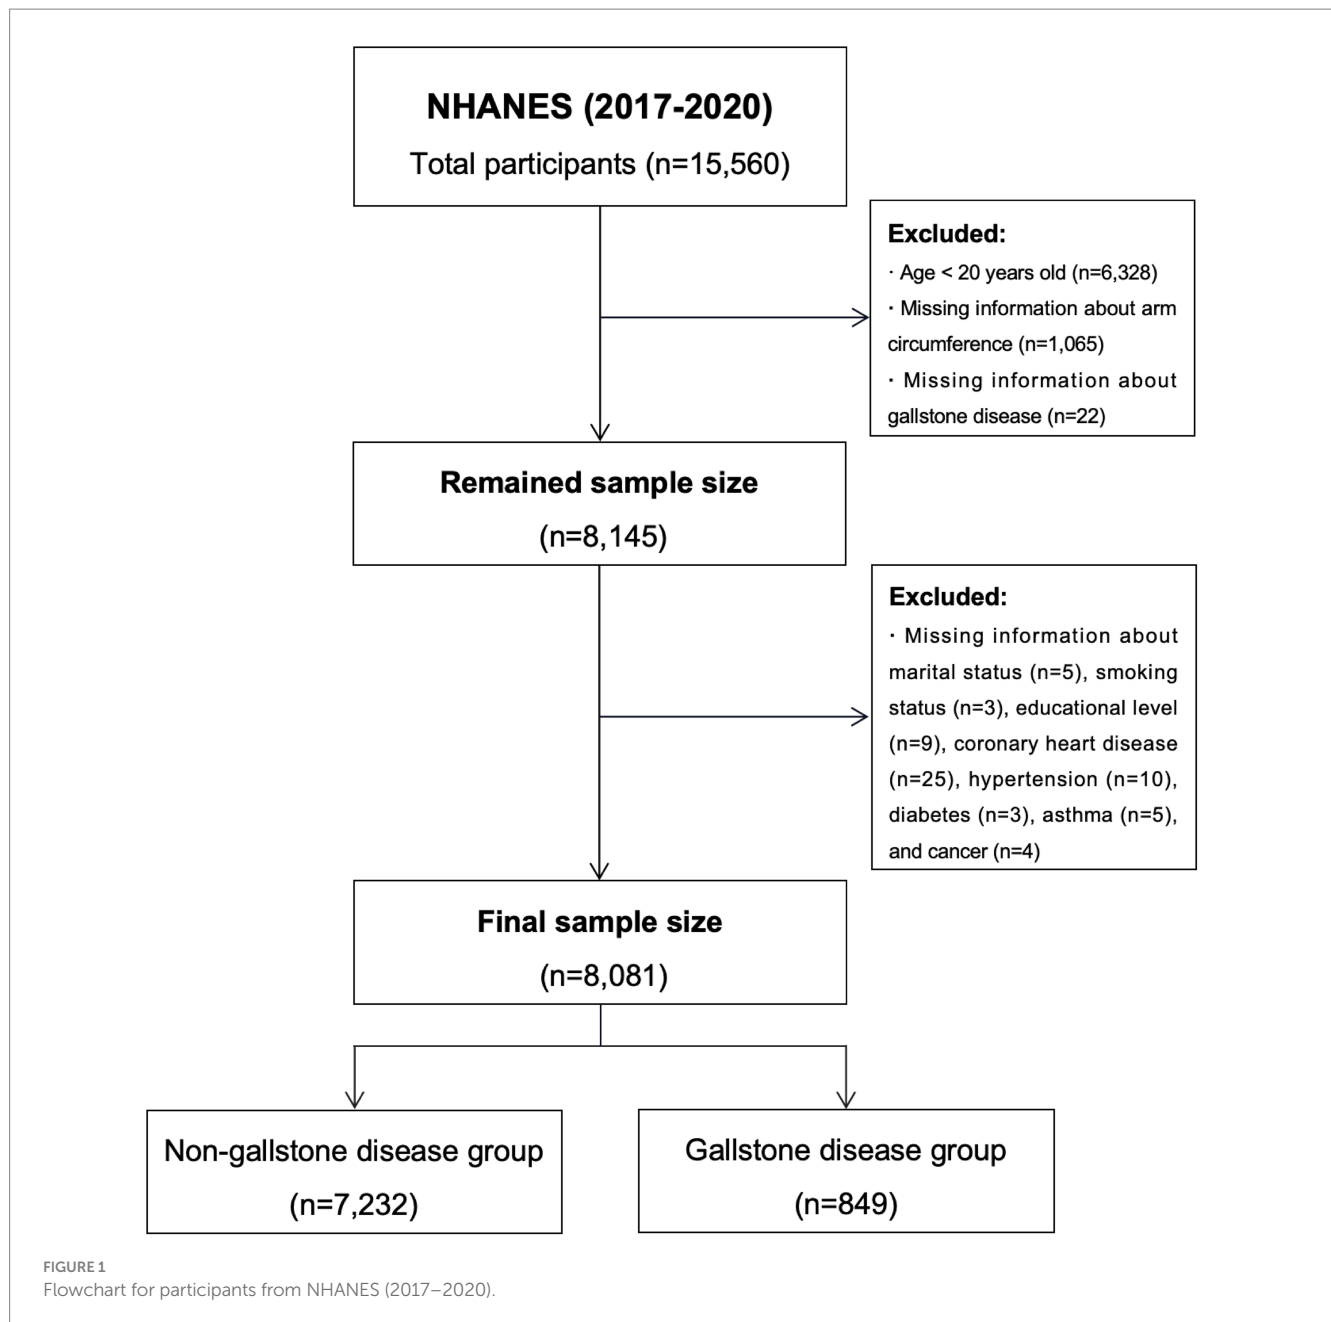 NHANES (2017-2020)
Total participants (n=15,560)
Excluded:
· Age < 20 years old (n=6,328)
· Missing information about arm
circumference (n=1,065)
· Missing information about
gallstone disease (n=22)
Remained sample size
(n=8,145)
Excluded:
· Missing information about
marital status (n=5), smoking
status (n=3), educational level
(n=9), coronary heart disease
(n=25), hypertension (n=10),
diabetes (n=3), asthma (n=5),
and cancer (n=4)
Final sample size
(n=8,081)
Non-gallstone disease group
(n=7,232)
Gallstone disease group
(n=849)
FIGURE 1
Flowchart for participants from NHANES (2017–2020).